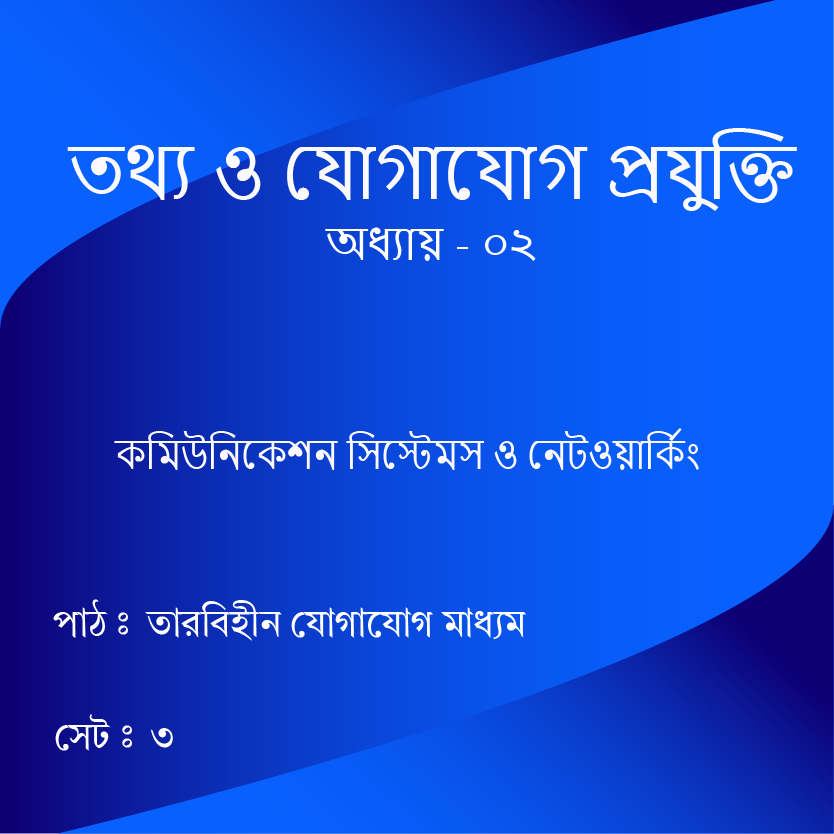 তথ্য ও যোগাযোগ প্রযুক্তি
অধ্যায় - ০২
কমিউনিকেশন সিস্টেমস ও নেটওয়ার্কিং
পাঠ ঃ তারবিহীন যোগাযোগ মাধ্যম
সেট ঃ ৩